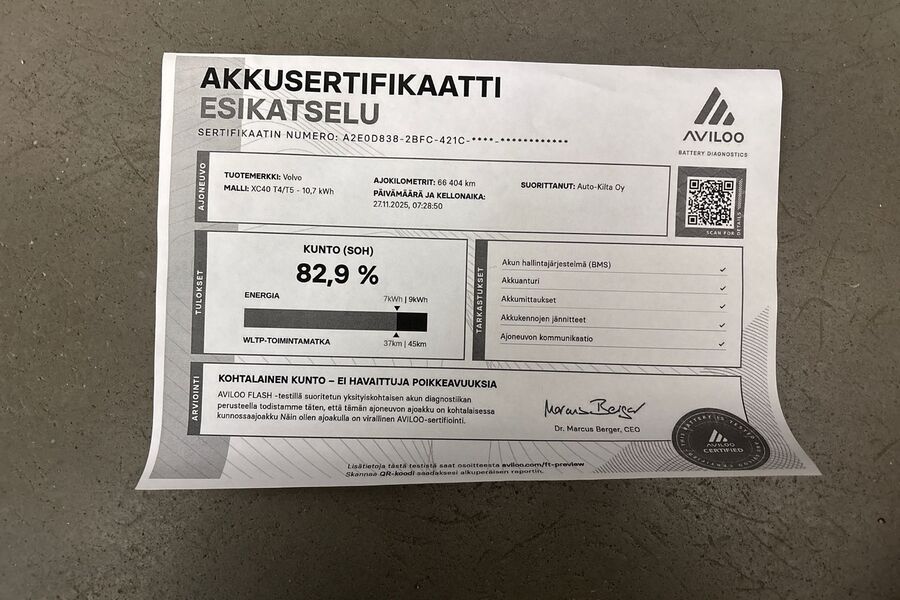 AKKUSERTIFIKAATTI
ESIKATSELU
SERTIFIKAATIN NUMERO: A2E0D838-2BFC-421C-****-************
AVILOO
BATTERY DIAGNOSTICS
AJONEUVO
TUOTEMERKKI: Volvo
MALLI: XC40 T4/T5 - 10,7 kWh
AJOKILOMETRIT: 66 404 km
PÄIVÄMÄÄRÄ JA KELLONAIKA:
27.11.2025, 07:28:50
SUORITTANUT: Auto-Kilta Oy
SCAN FOR
DETAILS
TULOKSET
KUNTO (SOH)
82,9 %
ENERGIA
7kWh | 9kWh
WLTP-TOIMINTAMATKA
37km | 45km
TARKASTUKSET
Akun hallintajärjestelmä (BMS)
Akkuanturi
Akkumittaukset
Akkukennojen jännitteet
Ajoneuvon kommunikaatio
ARVIOINTI
KOHTALAINEN KUNTO – EI HAVAITTUJA POIKKEAVUUKSIA
AVILOO FLASH -testillä suoritetun yksityiskohtaisen akun diagnostiikan
perusteella todistamme täten, että tämän ajoneuvon ajoakku on kohtalaisessa
kunnossaajoakku Näin ollen ajoakulla on virallinen AVILOO-sertifiointi.
Marcus Berger
Dr. Marcus Berger, CEO
AVILOO
CERTIFIED
Lisätietoja tästä testistä saat osoitteesta aviloo.com/ft-preview
Skannaa QR-koodi saadaksesi alkuperäisen raportin.